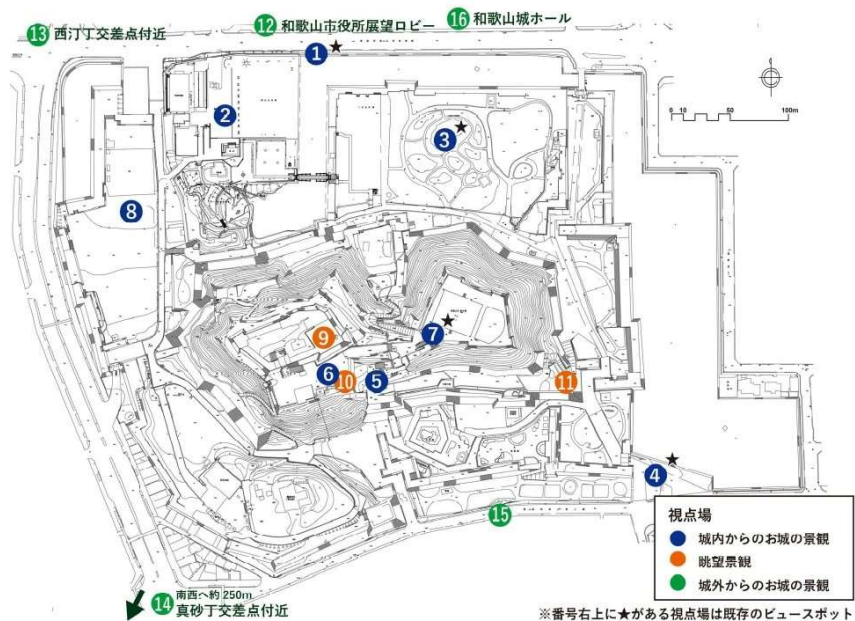 ⑬ 西汀丁交差点付近
⑫ 和歌山市役所展望ロビー
⑯ 和歌山城ホール
① ★
②
③ ★
0 10 50 100m
⑧
⑨
⑦ ★
⑥
⑩
⑤
⑪
④ ★
⑮
⑭ 南西へ約 250m
真砂丁交差点付近
視点場
城内からのお城の景観
眺望景観
城外からのお城の景観
※番号右上に★がある視点場は既存のビュースポット